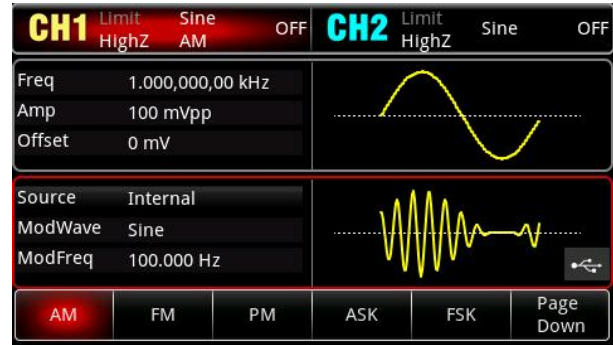 CH1 Limit Sine OFF CH2 Limit Sine OFF
HighZ AM HighZ
Freq 1.000,000,00 kHz
Amp 100 mVpp
Offset 0 mV
Source Internal
ModWave Sine
ModFreq 100.000 Hz
AM FM PM ASK FSK Page Down